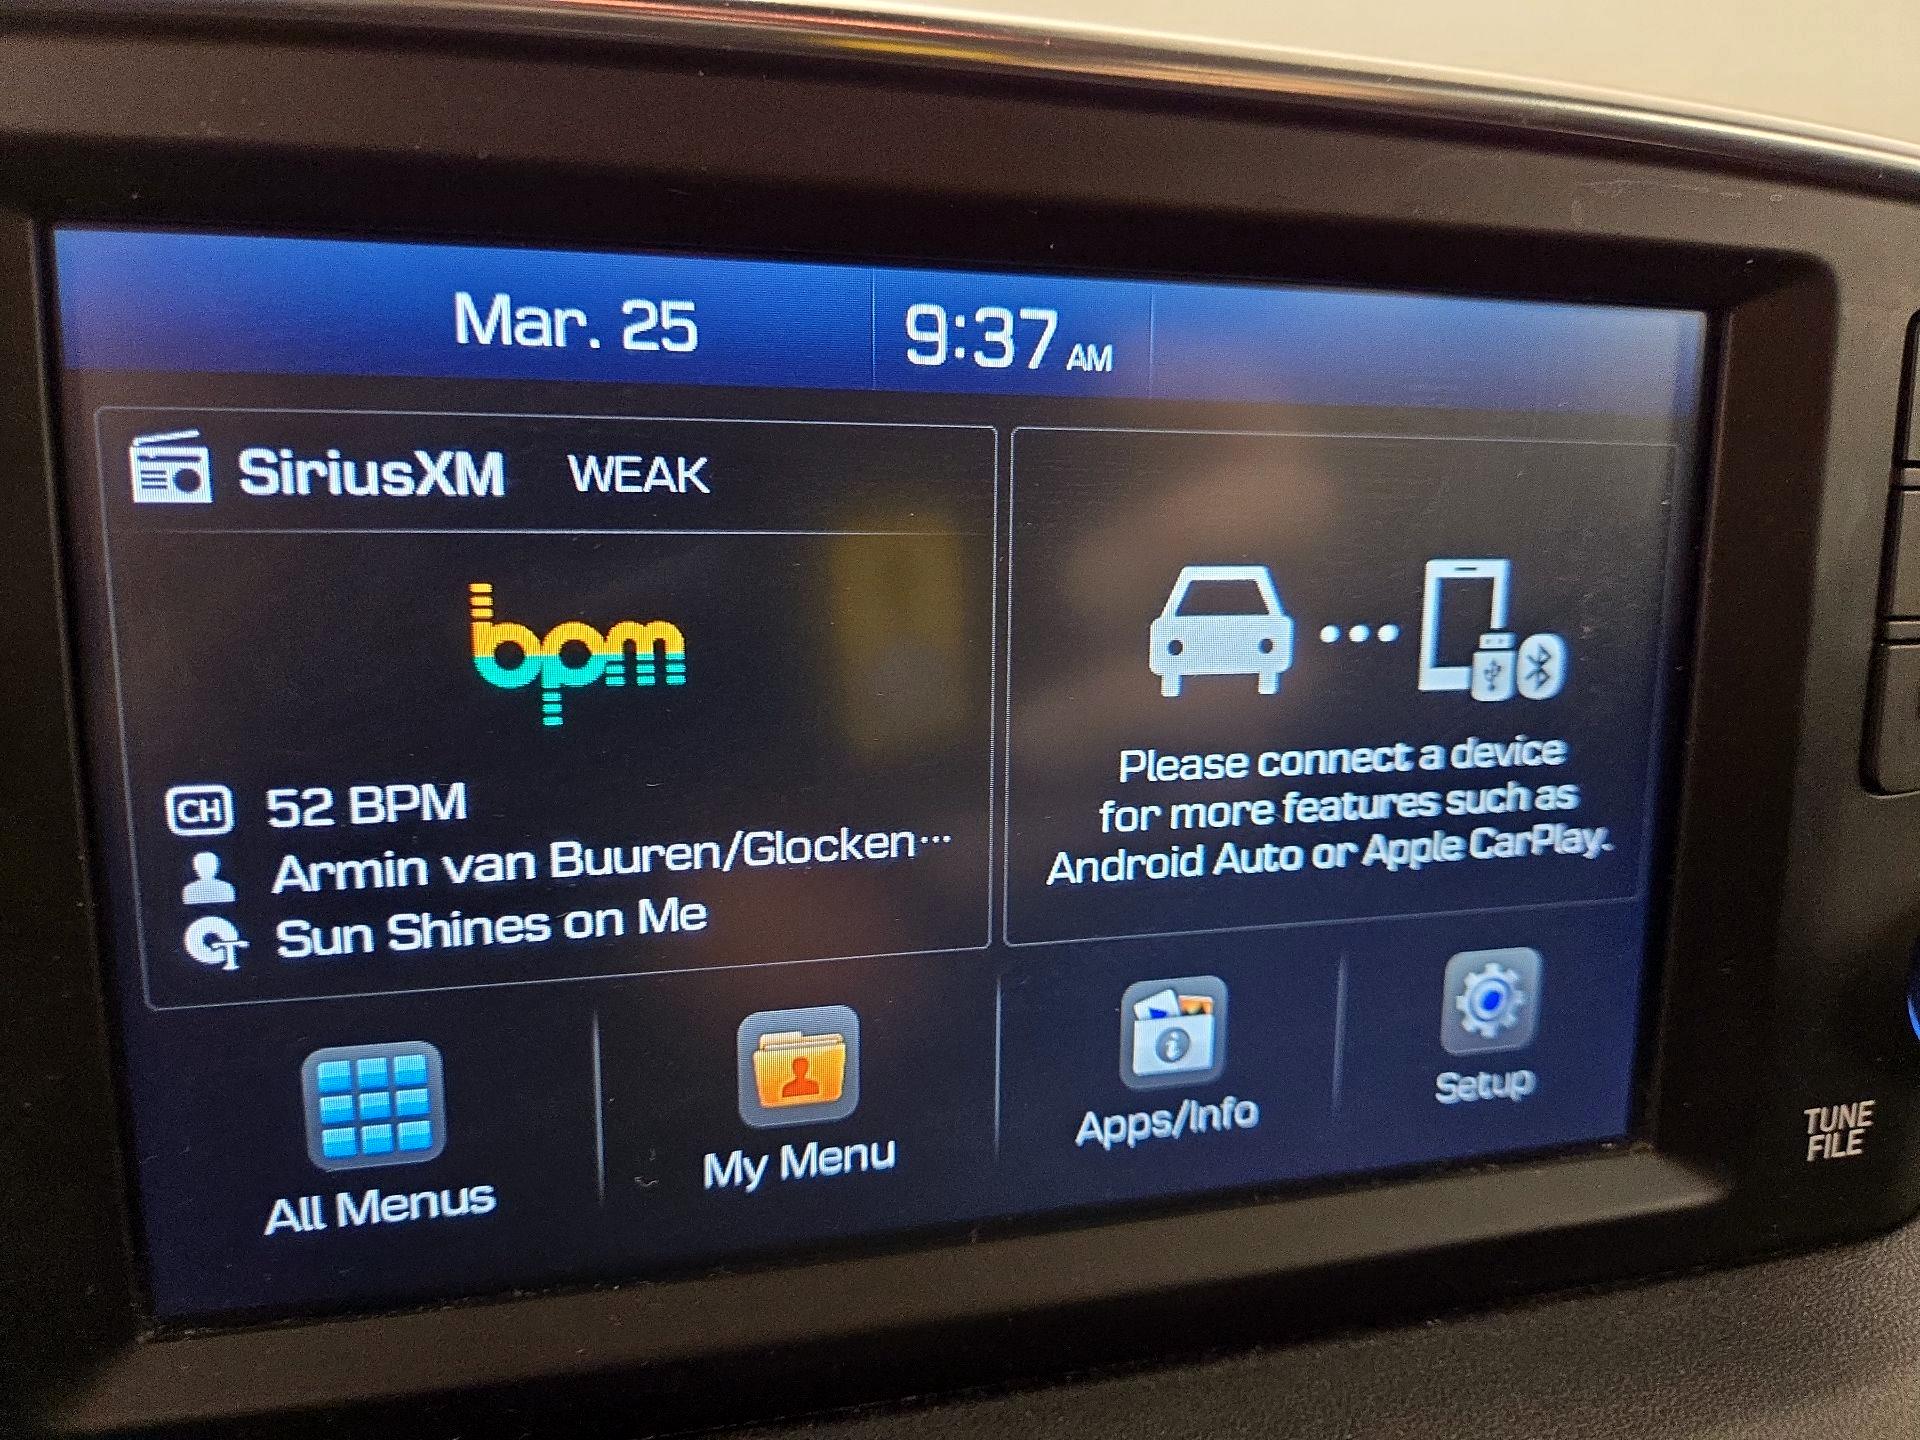 Mar. 25
9:37 AM
SiriusXM WEAK
bpm
CH 52 BPM
Armin van Buuren/Glocken...
T Sun Shines on Me
Please connect a device
for more features such as
Android Auto or Apple CarPlay.
All Menus
My Menu
Apps/Info
Setup
TUNE
FILE